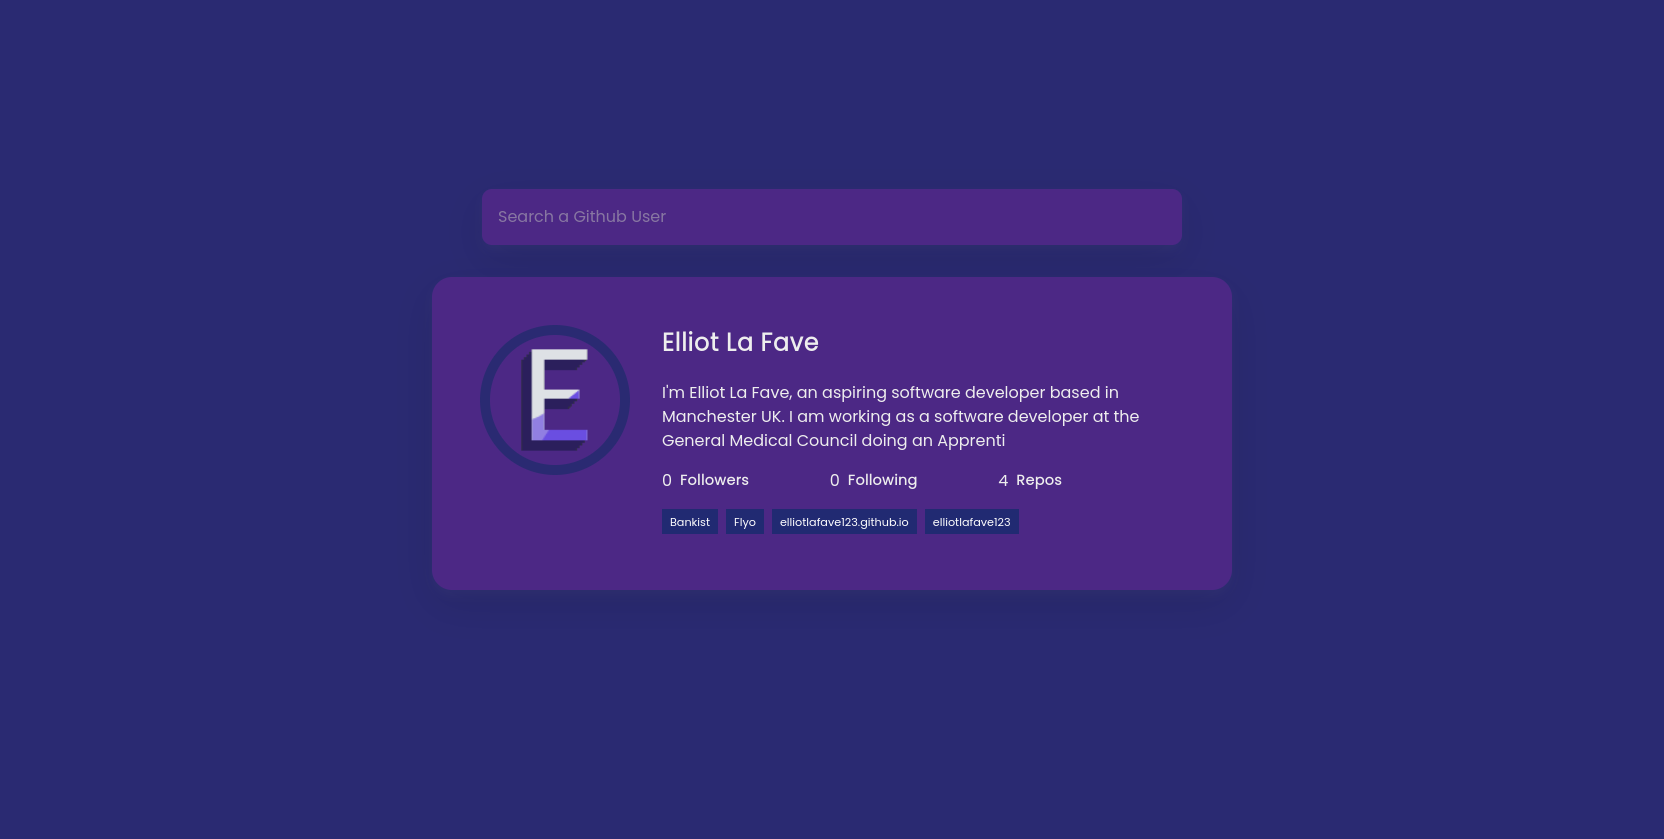 Search a Github User
E
Elliot La Fave
I'm Elliot La Fave, an aspiring software developer based in
Manchester UK. I am working as a software developer at the
General Medical Council doing an Apprenti
0 Followers 0 Following 4 Repos
Bankist Flyo elliotlafave123.github.io elliotlafave123